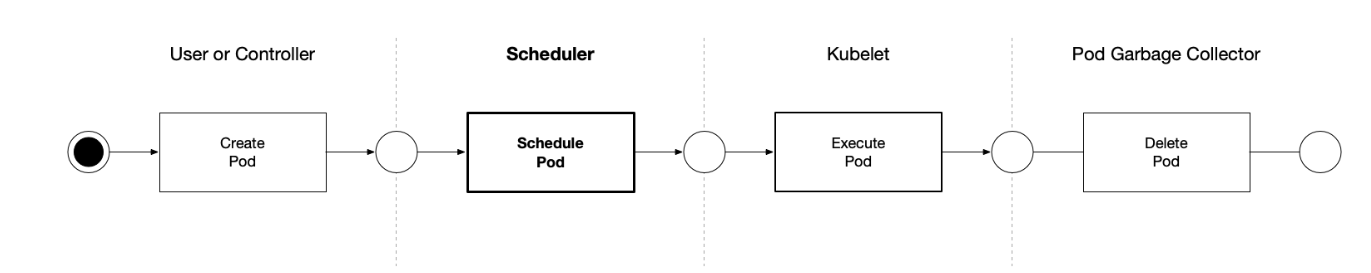 User or Controller
Scheduler
Kubelet
Pod Garbage Collector
Create
Pod
Schedule
Pod
Execute
Pod
Delete
Pod